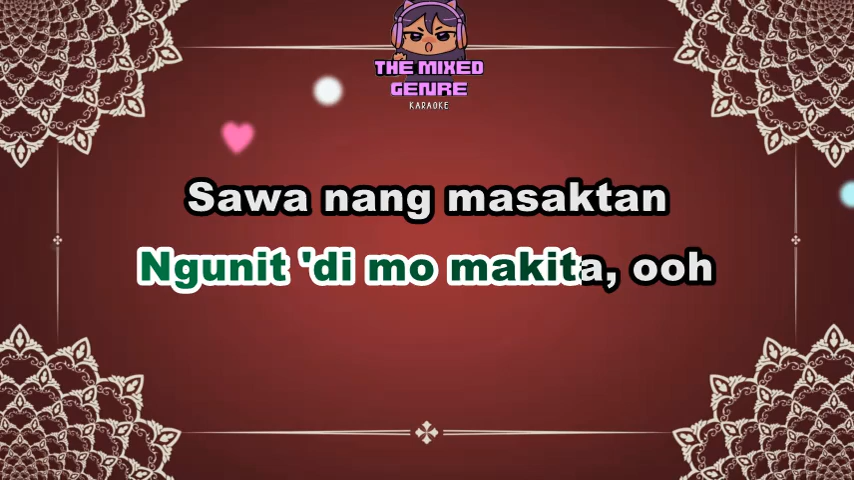 THE MIXED
GENRE
KARAOKE
Sawa nang masaktan
Ngunit 'di mo makita, ooh